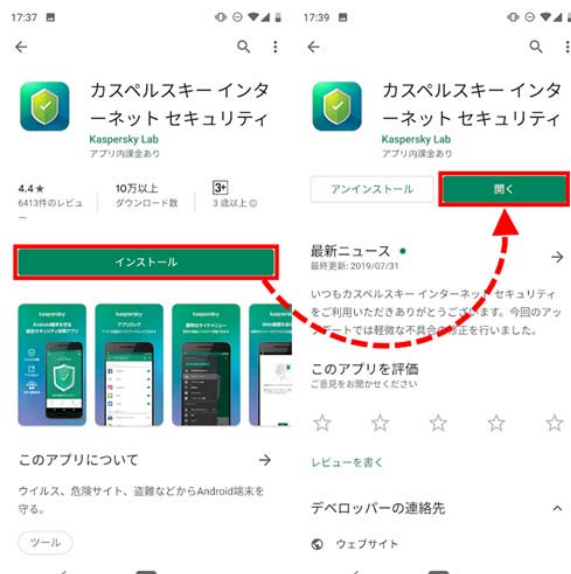 17:37
カスペルスキー インタ
ーネット セキュリティ
Kaspersky Lab
アプリ内課金あり
4.4★
6413件のレビュ
ー
10万以上
ダウンロード数
3+
3 歳以上
インストール
kaspersky
Android端末を守る
kaspersky
アプリロック
kaspersky
このアプリについて
ウイルス、危険サイト、盗難などからAndroid端末を
守る。
ツール
17:39
カスペルスキー インタ
ーネット セキュリティ
Kaspersky Lab
アプリ内課金あり
アンインストール
開く
最新ニュース
最終更新: 2019/07/31
いつもカスペルスキー インターネット セキュリティ
をご利用いただきありがとうございます。今回のアッ
プデートでは軽微な不具合の修正を行いました。
このアプリを評価
ご意見をお聞かせください
レビューを書く
デベロッパーの連絡先
ウェブサイト